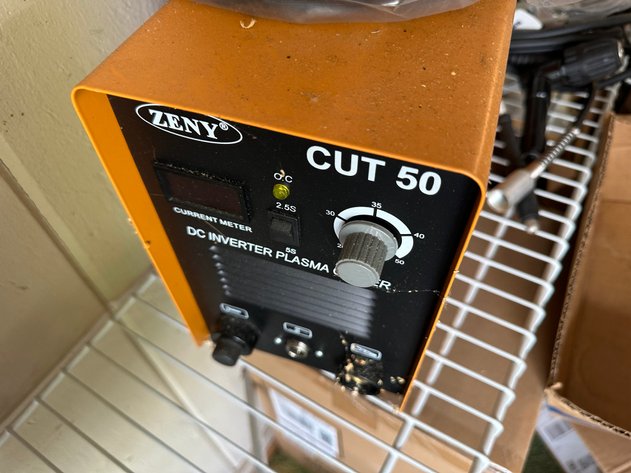 ZENY®
CUT 50
O.C
CURRENT METER
2.5S
5S
30
35
40
50
DC INVERTER PLASMA